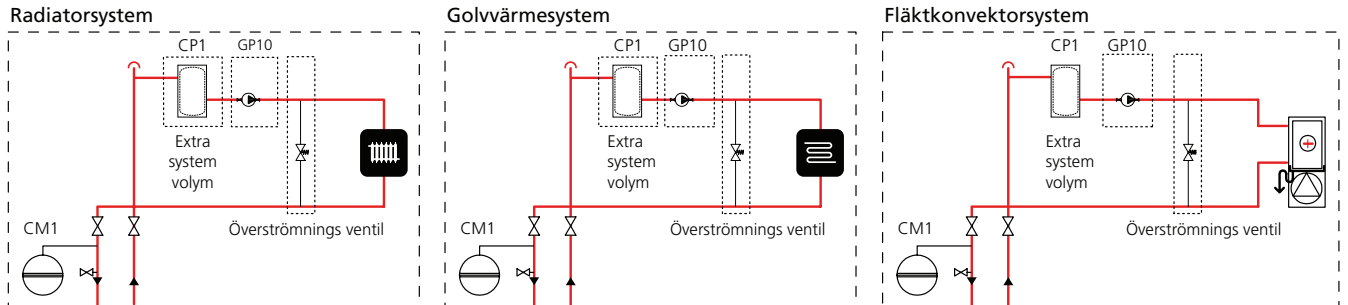 Radiatorsystem
CP1
GP10
Extra
system
volym
CM1
Överströmnings ventil
Golvvärmesystem
CP1
GP10
Extra
system
volym
CM1
Överströmnings ventil
Fläktkonvektorsystem
CP1
GP10
Extra
system
volym
CM1
Överströmnings ventil